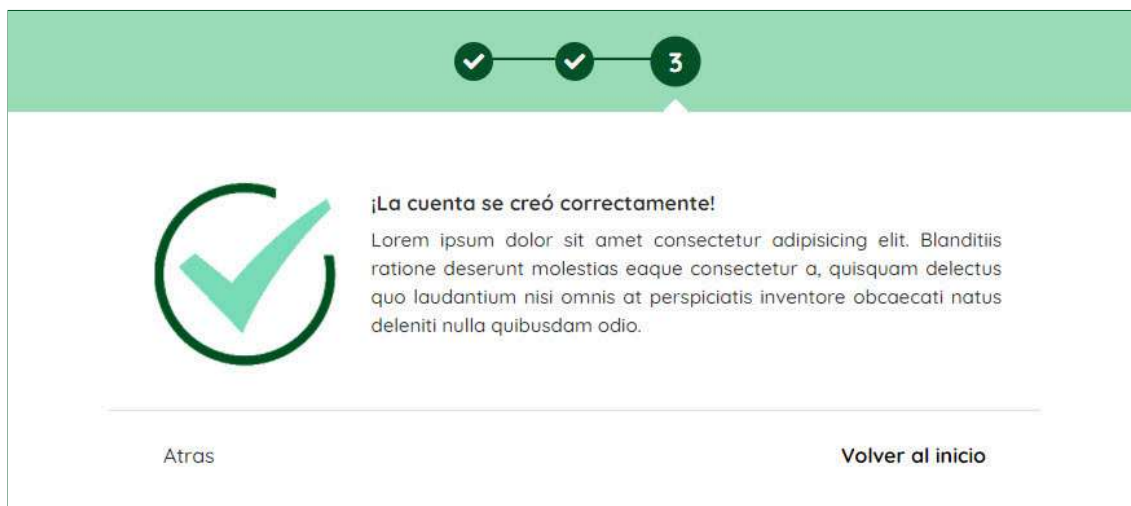 3
¡La cuenta se creó correctamente!
Lorem ipsum dolor sit amet consectetur adipisicing elit. Blanditiis
ratione deserunt molestias eaque consectetur a, quisquam delectus
quo laudantium nisi omnis at perspiciatis inventore obcaecati natus
deleniti nulla quibusdam odio.
Atras
Volver al inicio